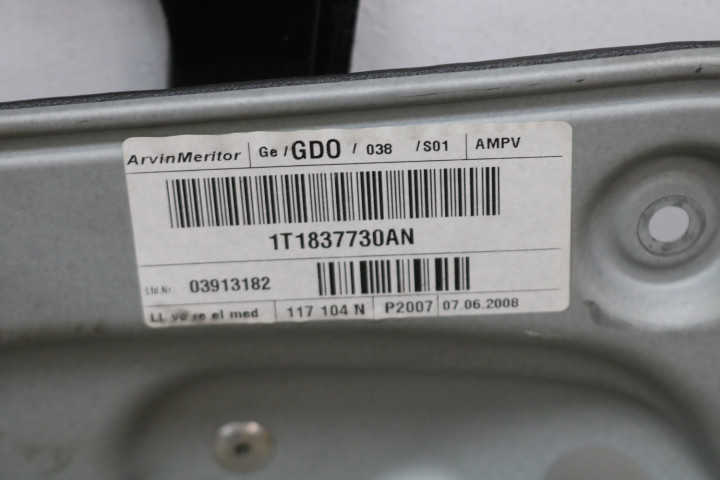 ArvinMeritor Ge / GDO / 038 / S01 AMPV
1T1837730AN
Ltd.Nr. 03913182
LL vo re el med 117 104 N P2007 07.06.2008